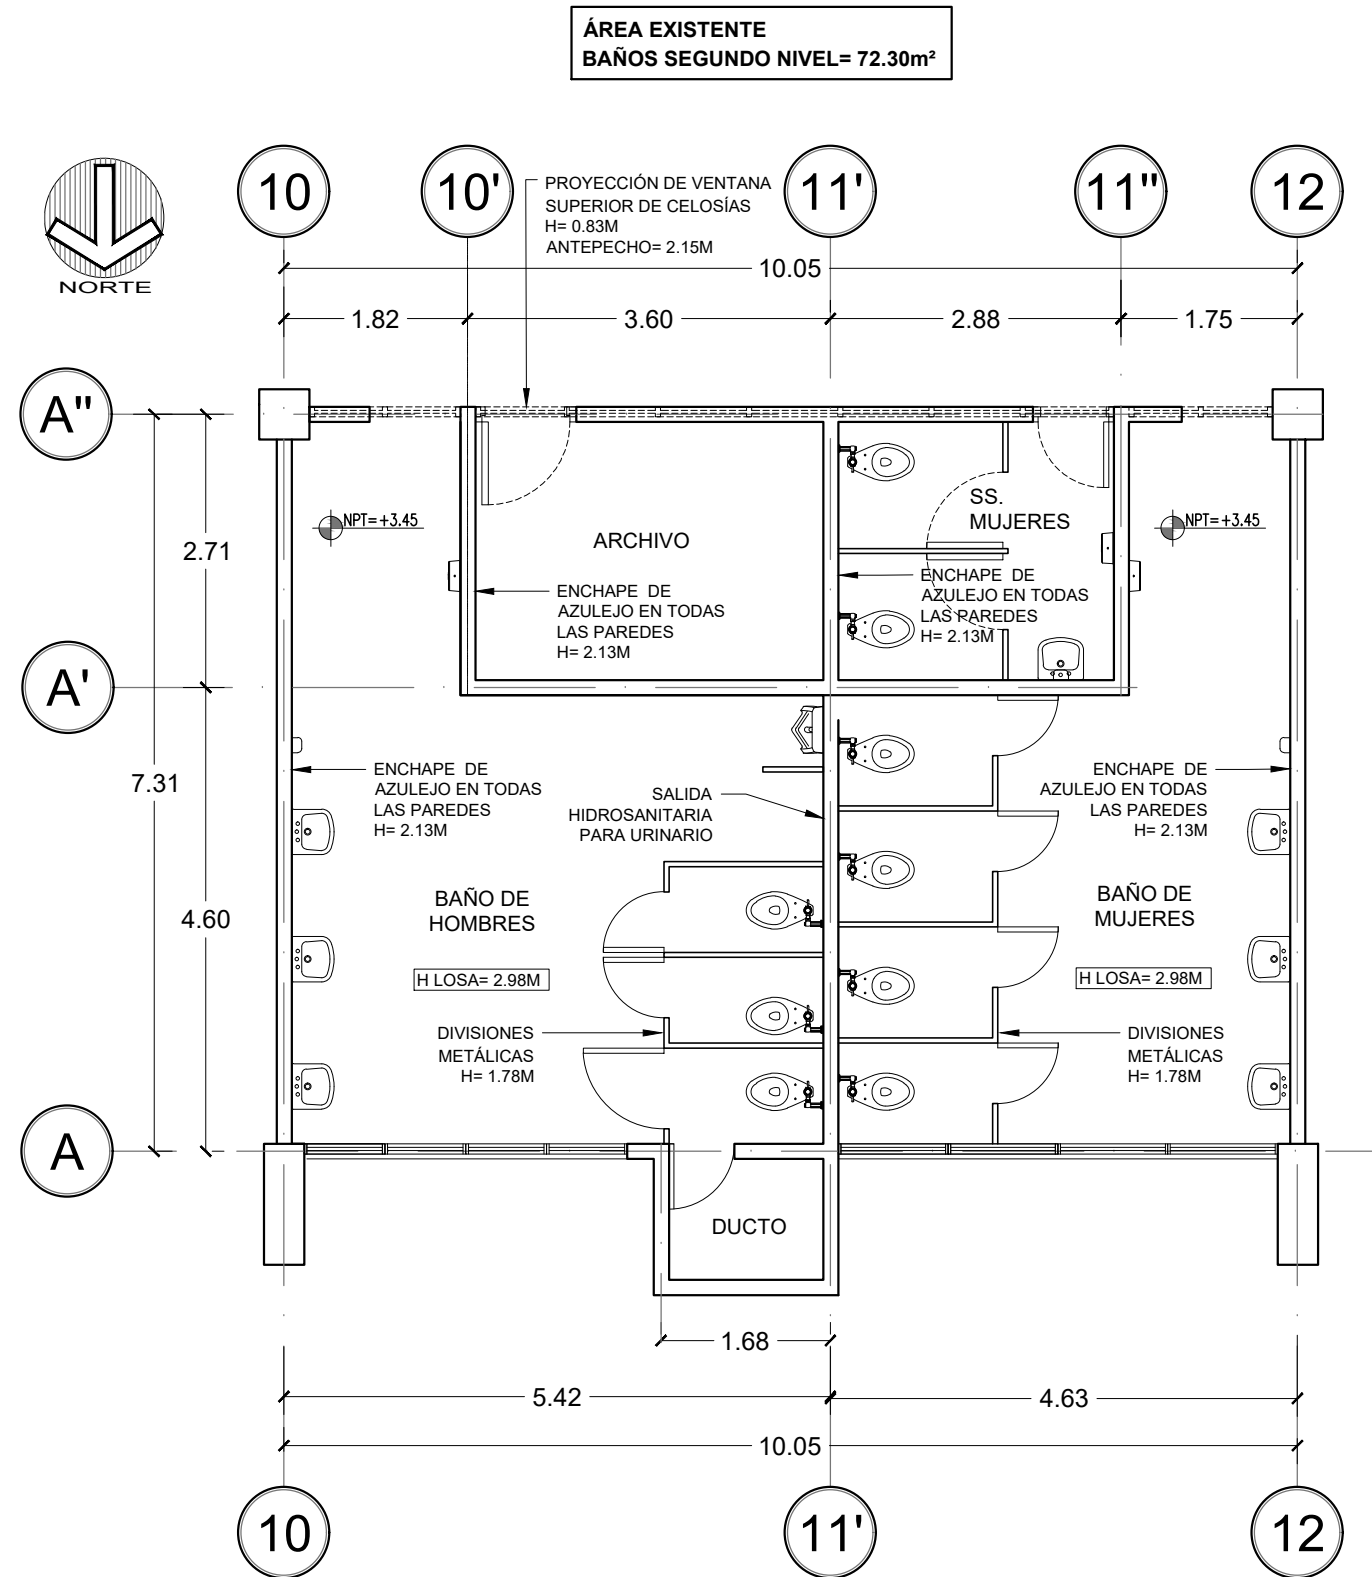 ÁREA EXISTENTE
BAÑOS SEGUNDO NIVEL= 72.30m²
NORTE
10
10'
11'
11"
12
PROYECCIÓN DE VENTANA
SUPERIOR DE CELOSÍAS
H= 0.83M
ANTEPECHO= 2.15M
10.05
1.82
3.60
2.88
1.75
A"
A'
A
2.71
7.31
4.60
NPT=+3.45
ARCHIVO
ENCHAPE DE
AZULEJO EN TODAS
LAS PAREDES
H= 2.13M
SS.
MUJERES
ENCHAPE DE
AZULEJO EN TODAS
LAS PAREDES
H= 2.13M
NPT=+3.45
ENCHAPE DE
AZULEJO EN TODAS
LAS PAREDES
H= 2.13M
SALIDA
HIDROSANITARIA
PARA URINARIO
ENCHAPE DE
AZULEJO EN TODAS
LAS PAREDES
H= 2.13M
BAÑO DE
HOMBRES
H LOSA= 2.98M
BAÑO DE
MUJERES
H LOSA= 2.98M
DIVISIONES
METÁLICAS
H= 1.78M
DIVISIONES
METÁLICAS
H= 1.78M
DUCTO
1.68
5.42
4.63
10.05
10
11'
12